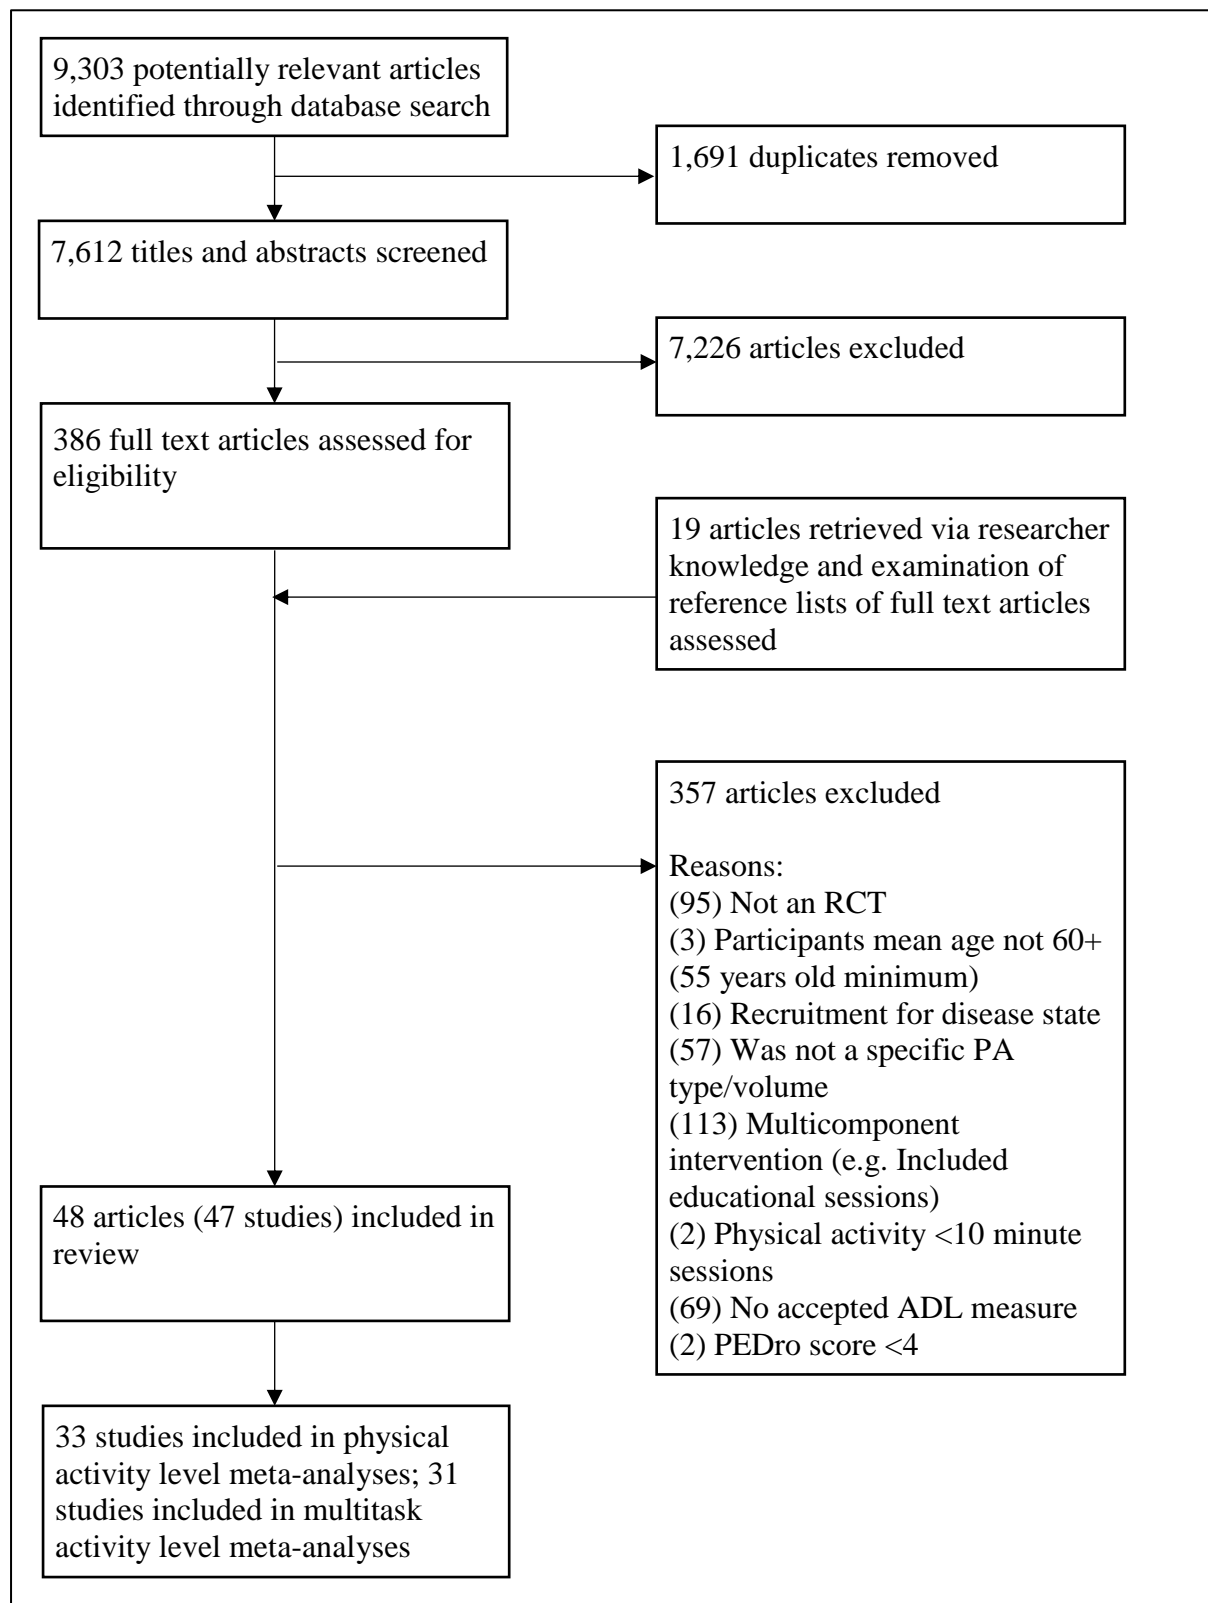 9,303 potentially relevant articles
identified through database search
1,691 duplicates removed
7,612 titles and abstracts screened
7,226 articles excluded
386 full text articles assessed for
eligibility
19 articles retrieved via researcher
knowledge and examination of
reference lists of full text articles
assessed
357 articles excluded
Reasons:
(95) Not an RCT
(3) Participants mean age not 60+
(55 years old minimum)
(16) Recruitment for disease state
(57) Was not a specific PA
type/volume
(113) Multicomponent
intervention (e.g. Included
educational sessions)
(2) Physical activity <10 minute
sessions
(69) No accepted ADL measure
(2) PEDro score <4
48 articles (47 studies) included in
review
33 studies included in physical
activity level meta-analyses; 31
studies included in multitask
activity level meta-analyses